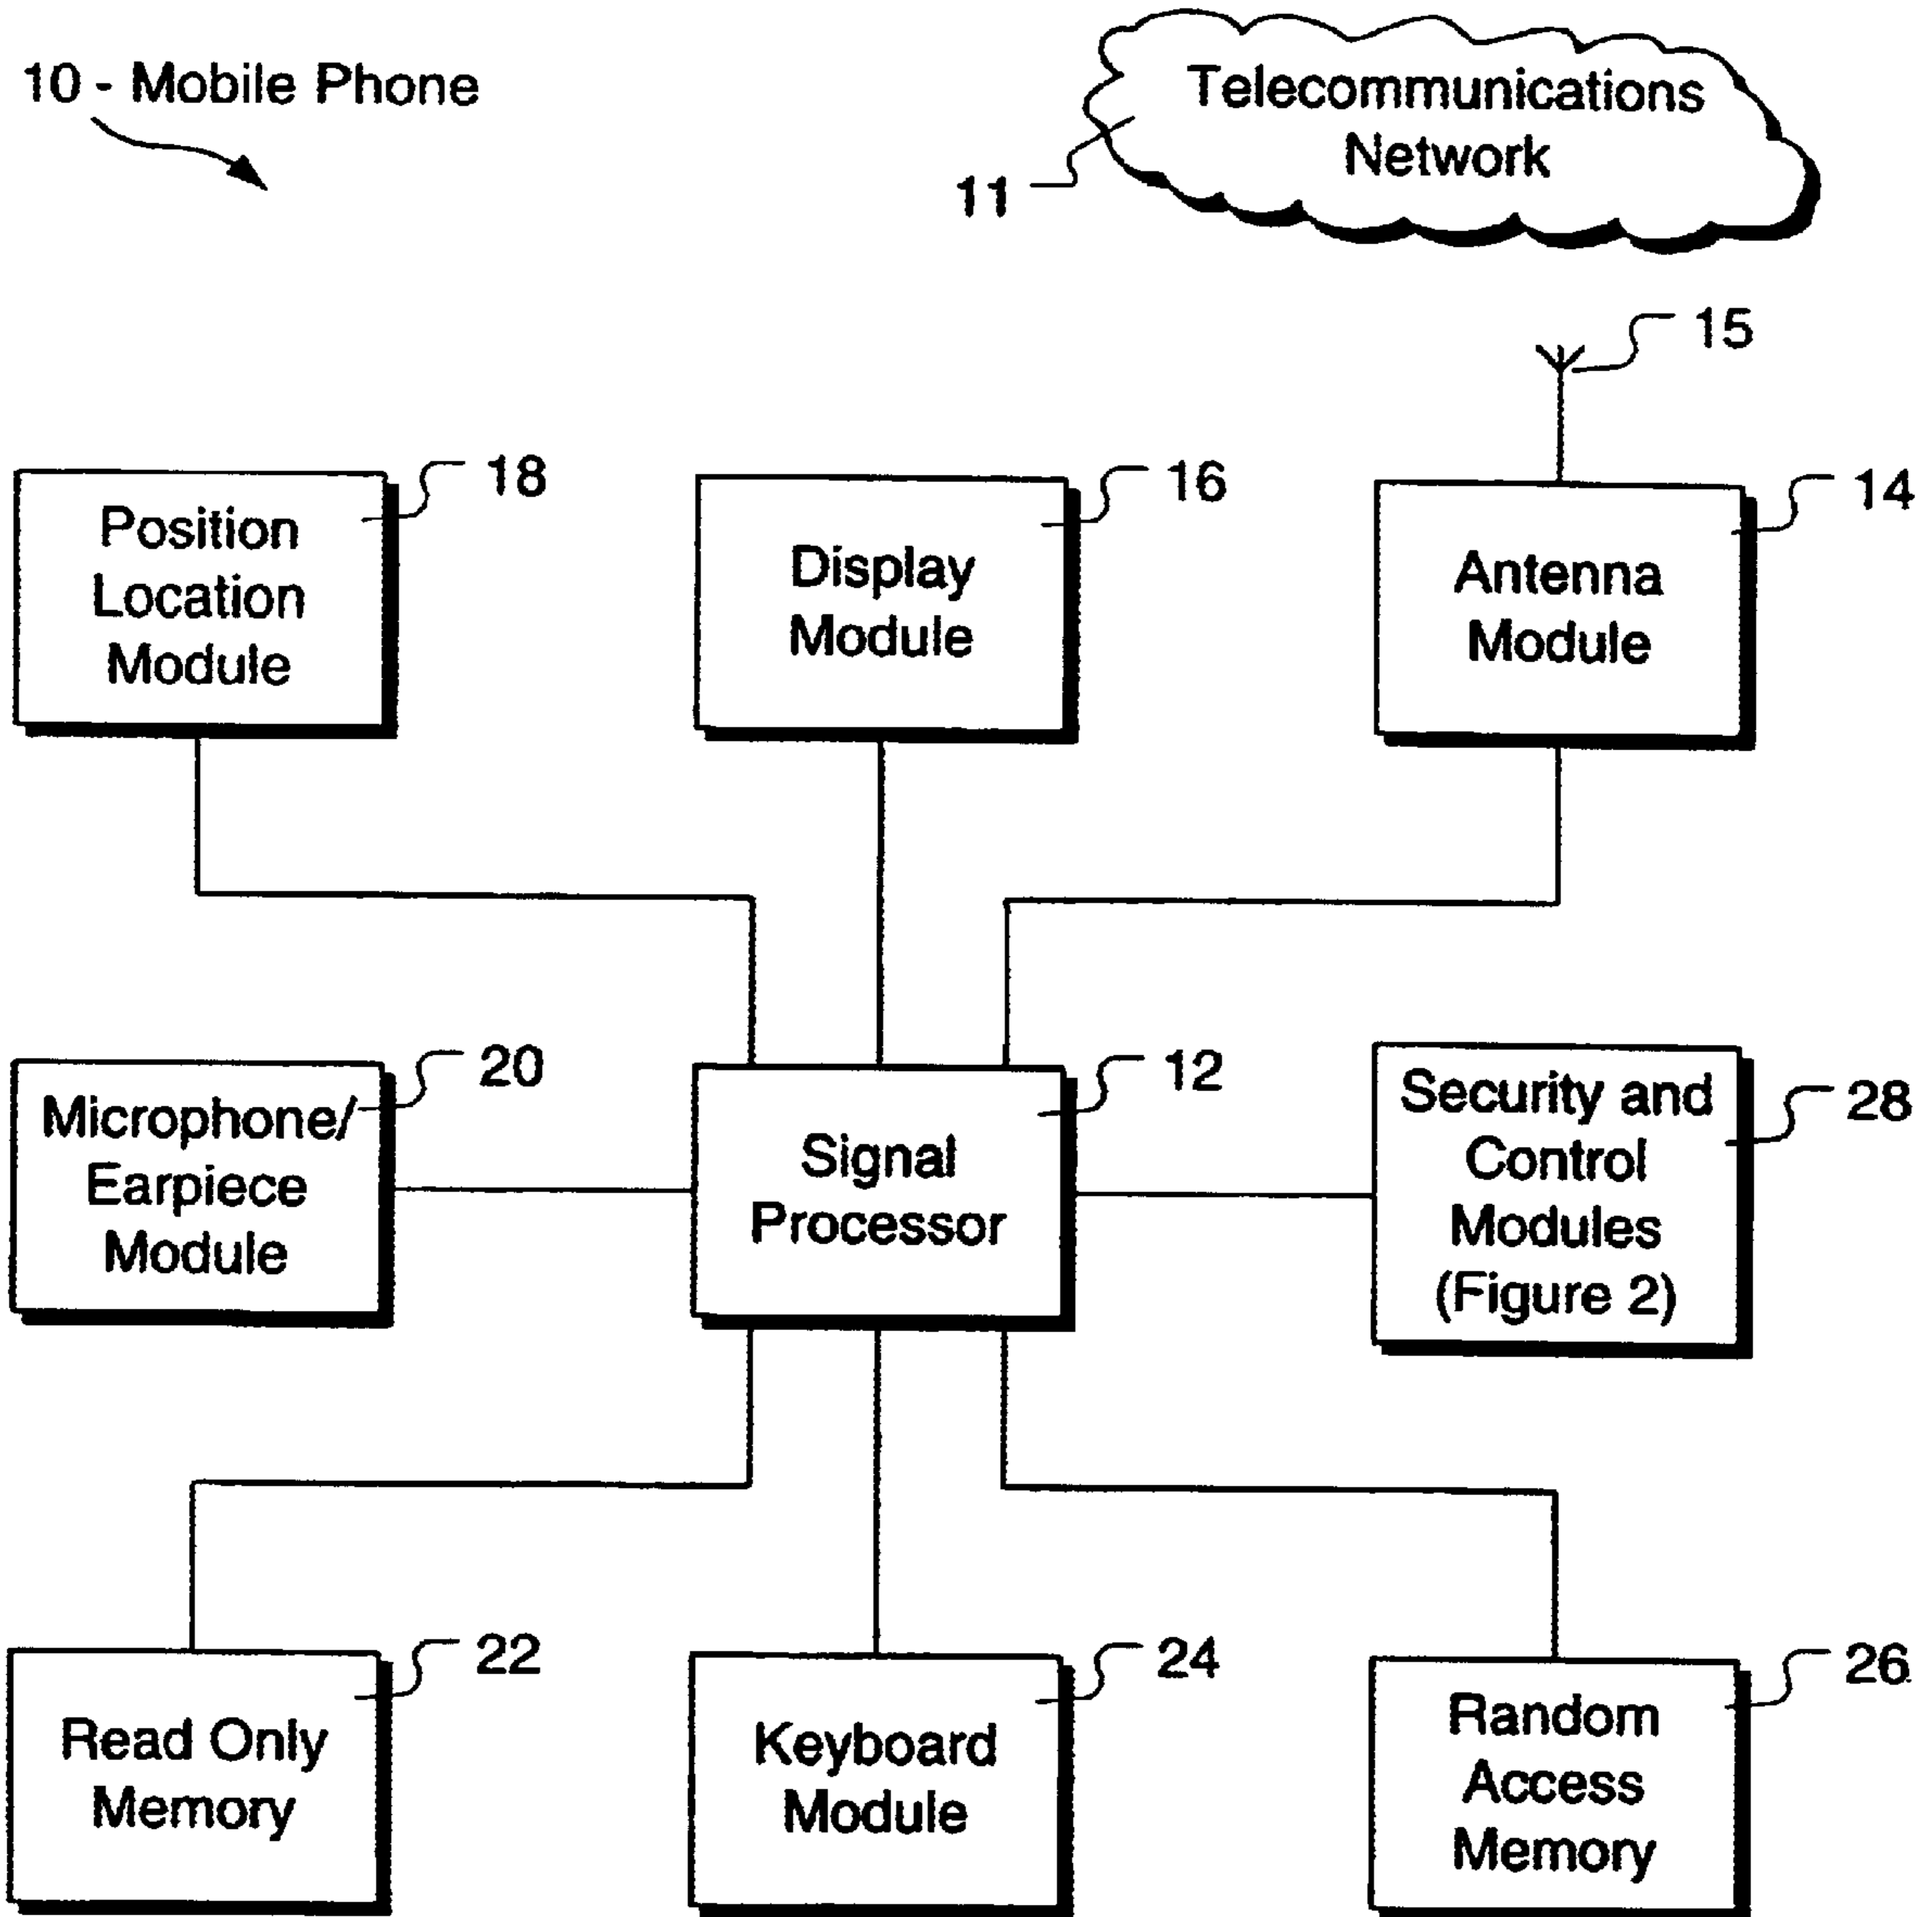 10 - Mobile Phone
Telecommunications
Network
11
15
18
Position
Location
Module
16
Display
Module
14
Antenna
Module
20
Microphone/
Earpiece
Module
12
Signal
Processor
28
Security and
Control
Modules
(Figure 2)
22
Read Only
Memory
24
Keyboard
Module
26
Random
Access
Memory